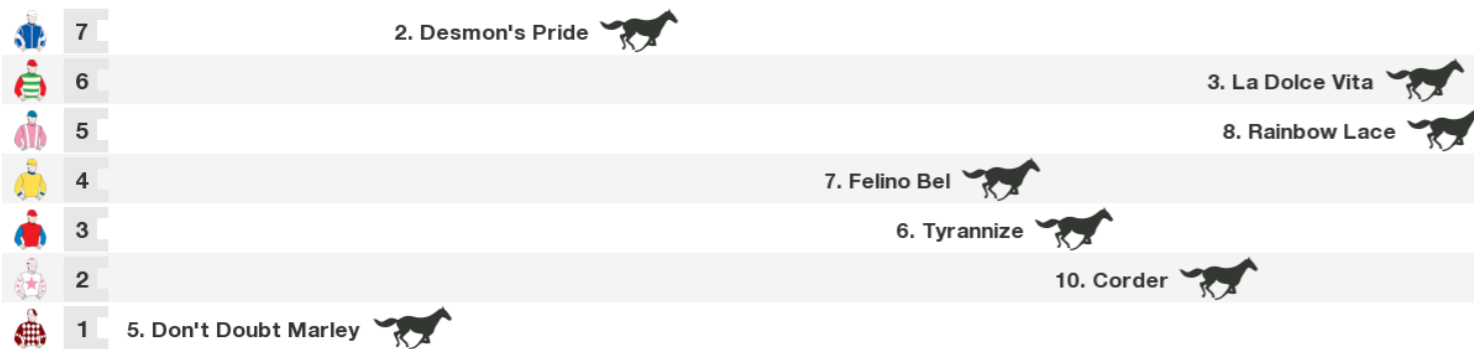 7 2. Desmon's Pride
6 3. La Dolce Vita
5 8. Rainbow Lace
4 7. Felino Bel
3 6. Tyrannize
2 10. Corder
1 5. Don't Doubt Marley